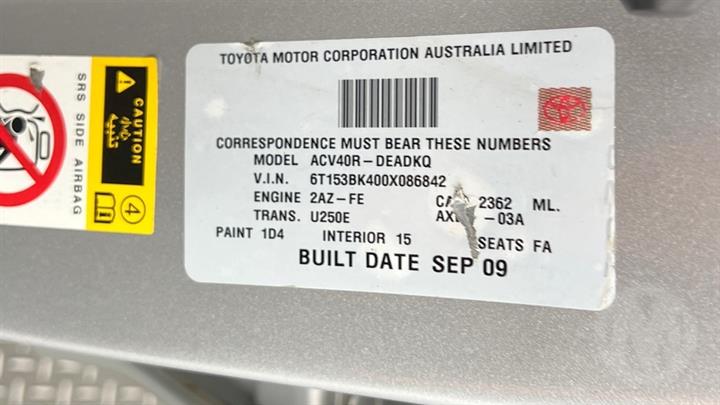 TOYOTA MOTOR CORPORATION AUSTRALIA LIMITED
CORRESPONDENCE MUST BEAR THESE NUMBERS
MODEL ACV40R-DEADKQ
V.I.N. 6T153BK400X086842
ENGINE 2AZ-FE 2362 ML.
TRANS. U250E -03A
PAINT 1D4 INTERIOR 15 SEATS FA
BUILT DATE SEP 09
CAUTION
SRS SIDE AIRBAG
4